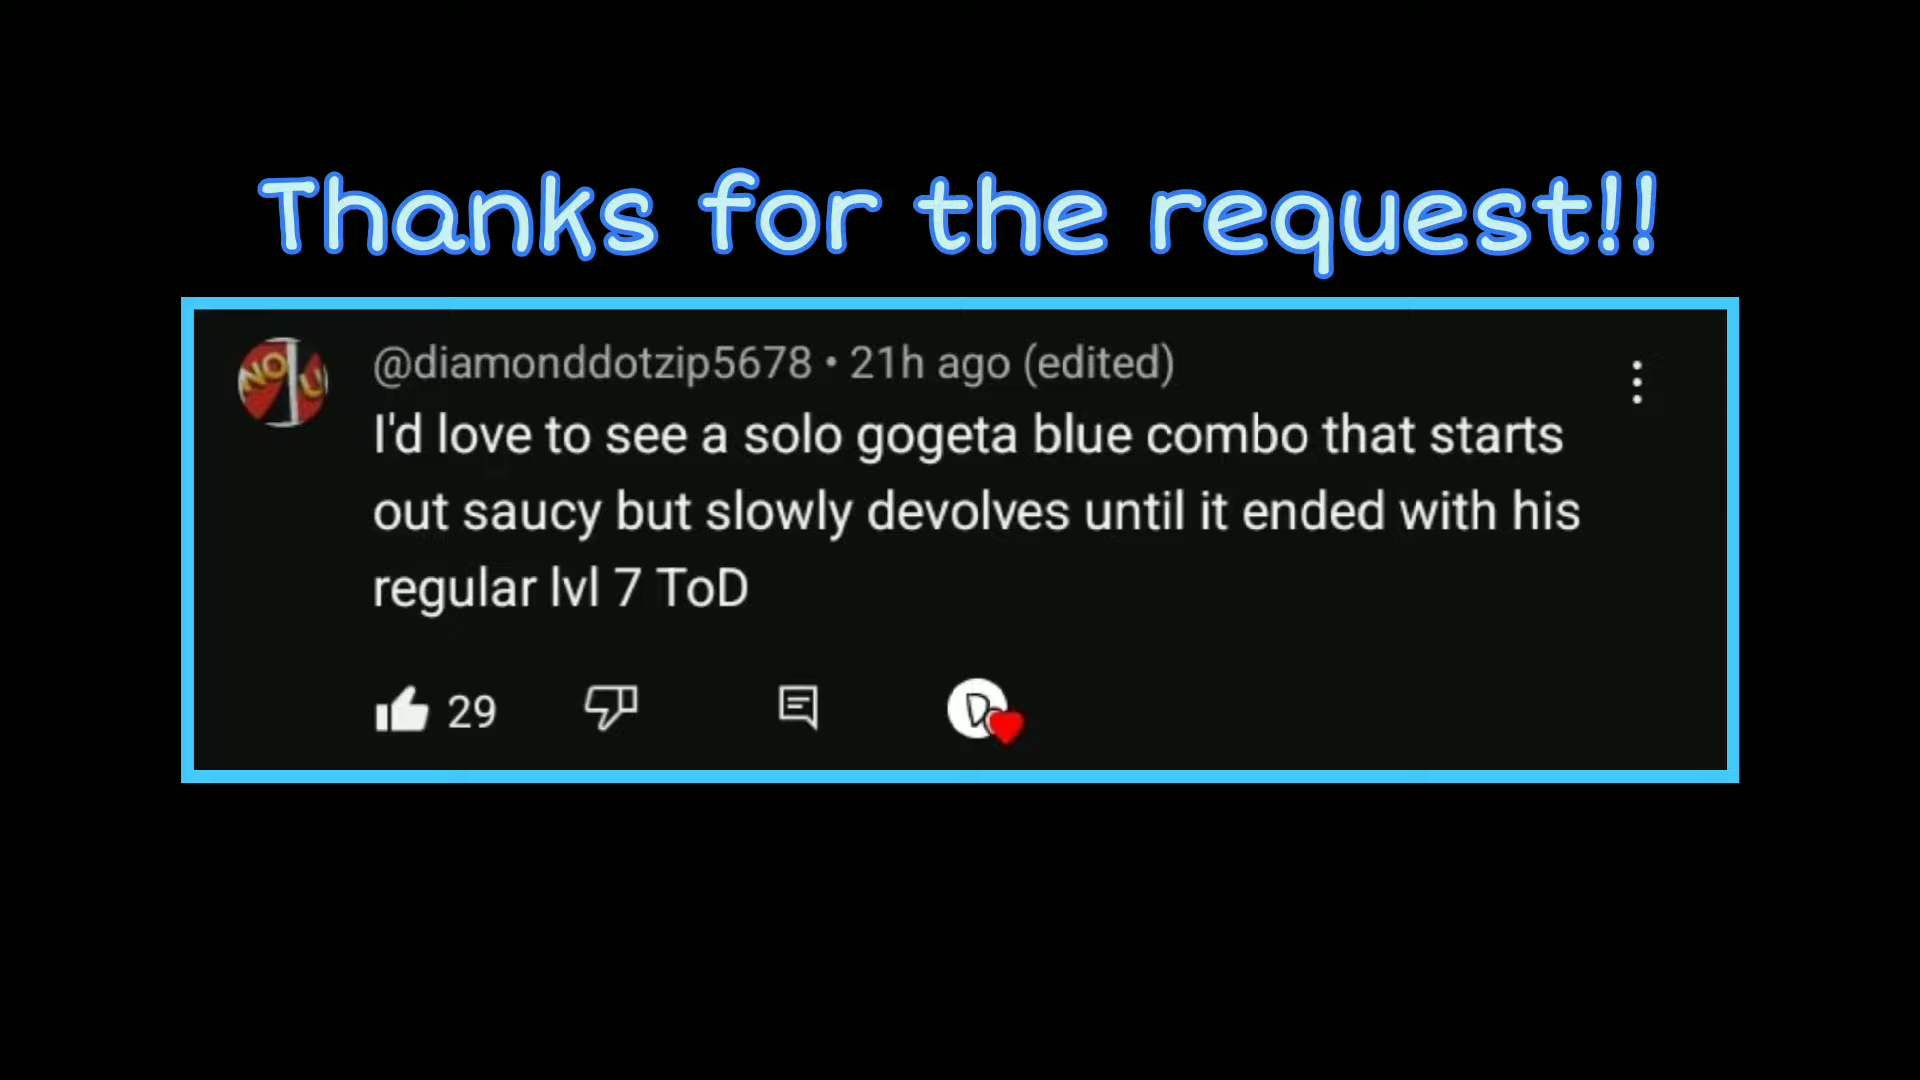 Thanks for the request!!
NO U
@diamonddotzip5678 • 21h ago (edited)
I'd love to see a solo gogeta blue combo that starts
out saucy but slowly devolves until it ended with his
regular lvl 7 ToD
29
D